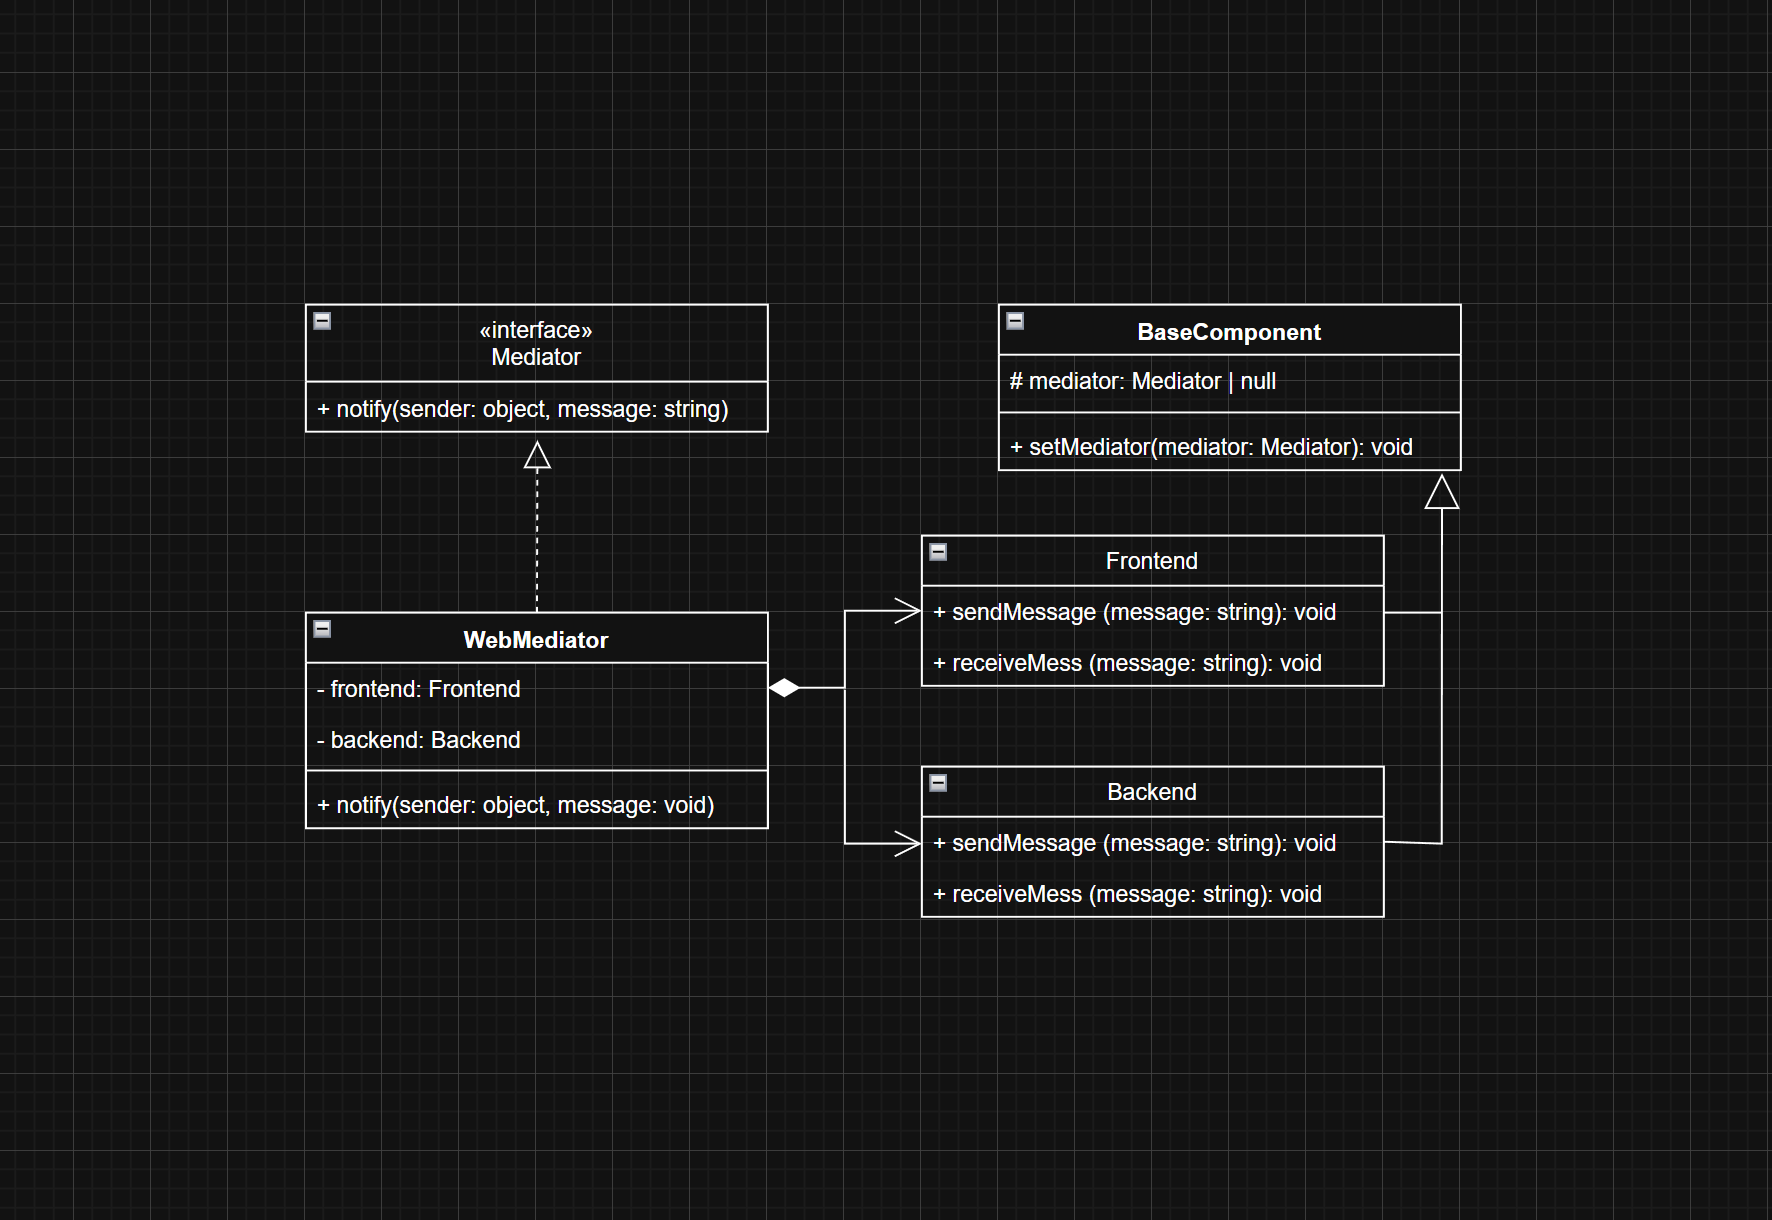 «interface»
Mediator
+ notify(sender: object, message: string)
BaseComponent
# mediator: Mediator | null
+ setMediator(mediator: Mediator): void
Frontend
+ sendMessage (message: string): void
+ receiveMess (message: string): void
WebMediator
- frontend: Frontend
- backend: Backend
+ notify(sender: object, message: void)
Backend
+ sendMessage (message: string): void
+ receiveMess (message: string): void